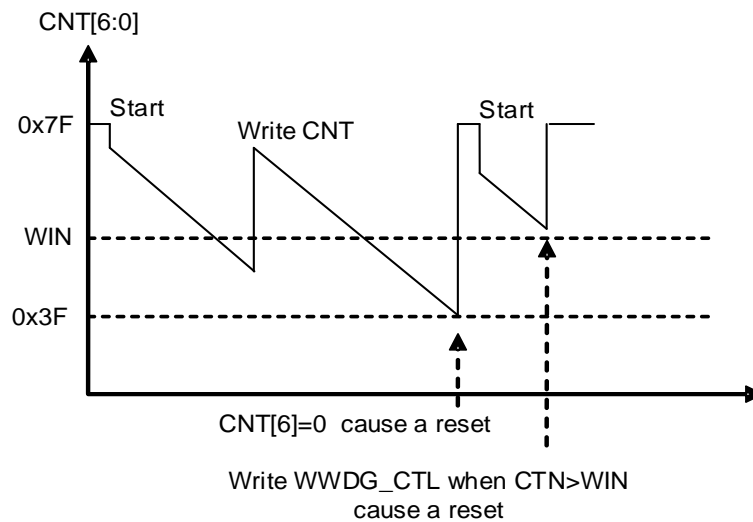 CNT[6:0]
Start
Start
0x7F
Write CNT
WIN
0x3F
CNT[6]=0 cause a reset
Write WWDG_CTL when CTN>WIN
cause a reset